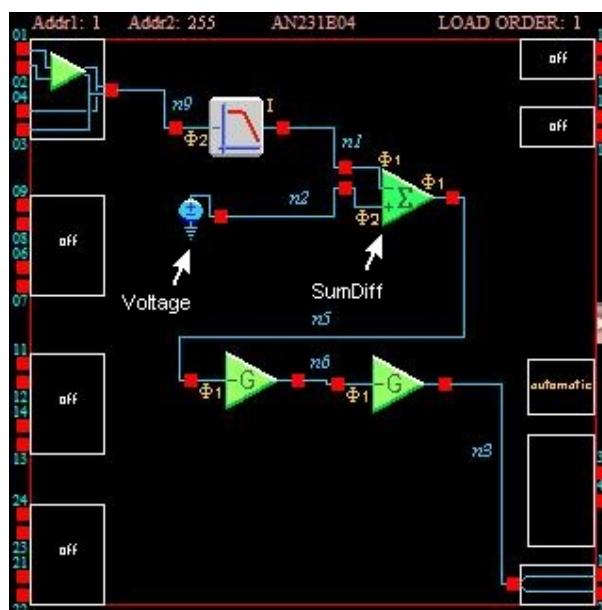 Addr1: 1 Addr2: 255 AN231E04 LOAD ORDER: 1
01
02
04
03
off
off
n9
Φ2
I
n1
Φ1
Φ1
Σ
n2
Φ2
09
off
08
06
07
Voltage
SumDiff
n5
11
off
12
14
13
Φ1
-G
n6
Φ1
-G
automatic
n3
24
off
23
21